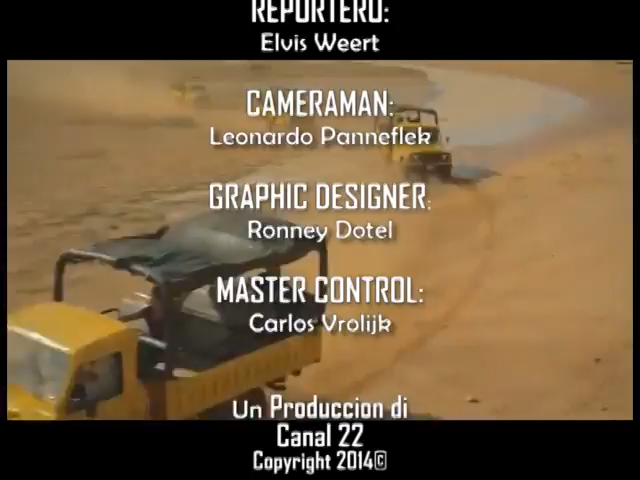 REPORTERO:
Elvis Weert
CAMERAMAN:
Leonardo Panneflek
GRAPHIC DESIGNER:
Ronney Dotel
MASTER CONTROL:
Carlos Vrolijk
Un Produccion di
Canal 22
Copyright 2014©